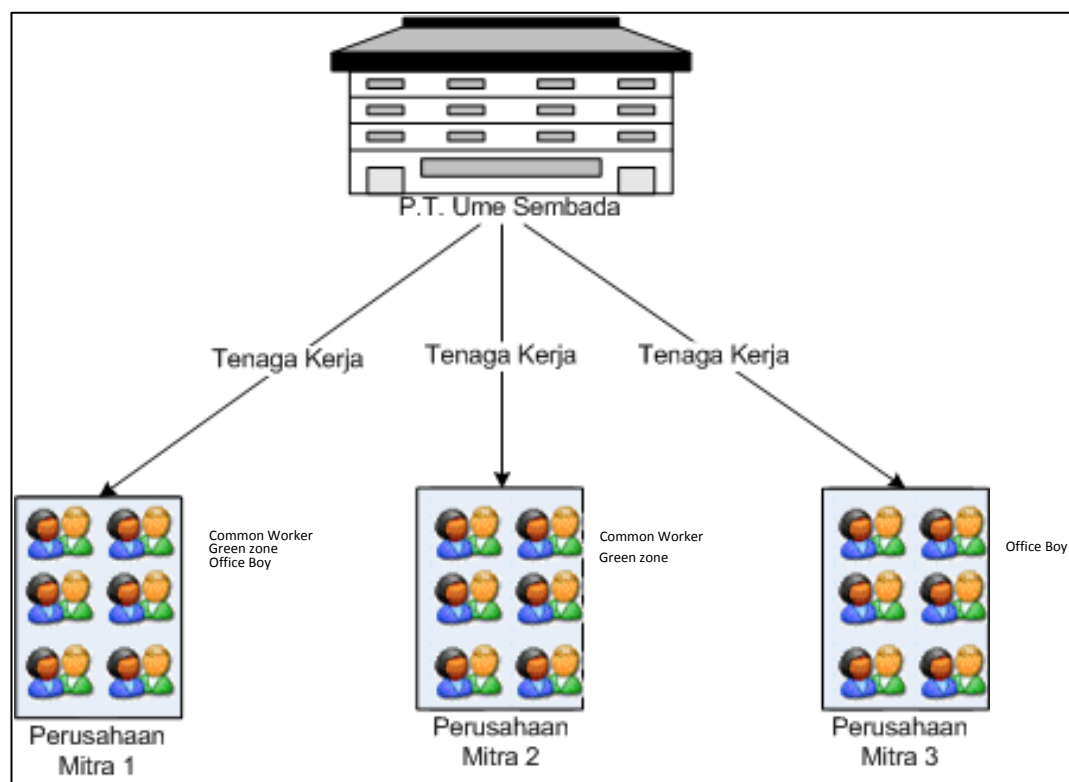 P.T. Ume Sembada
Tenaga Kerja
Tenaga Kerja
Tenaga Kerja
Common Worker
Green zone
Office Boy
Common Worker
Green zone
Office Boy
Perusahaan
Mitra 1
Perusahaan
Mitra 2
Perusahaan
Mitra 3